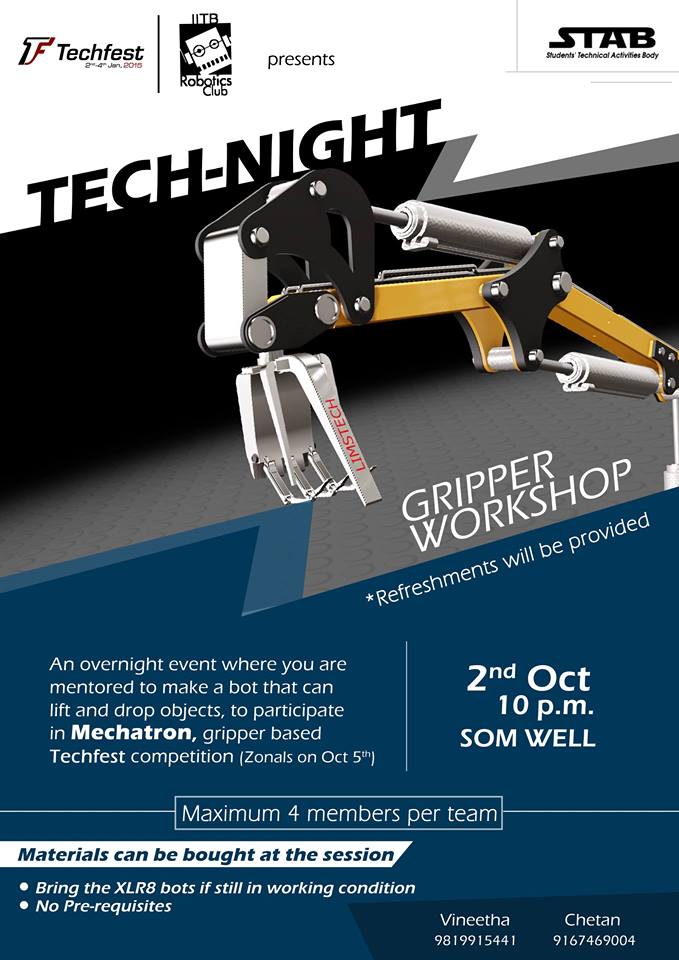 Techfest
2nd-4th Jan, 2015
IITB
Robotics
Club
presents
STAB
Students' Technical Activities Body
TECH-NIGHT
LIMSTECH
GRIPPER
WORKSHOP
*Refreshments will be provided
An overnight event where you are
mentored to make a bot that can
lift and drop objects, to participate
in Mechatron, gripper based
Techfest competition (Zonals on Oct 5th)
2nd Oct
10 p.m.
SOM WELL
Maximum 4 members per team
Materials can be bought at the session
• Bring the XLR8 bots if still in working condition
• No Pre-requisites
Vineetha
9819915441
Chetan
9167469004